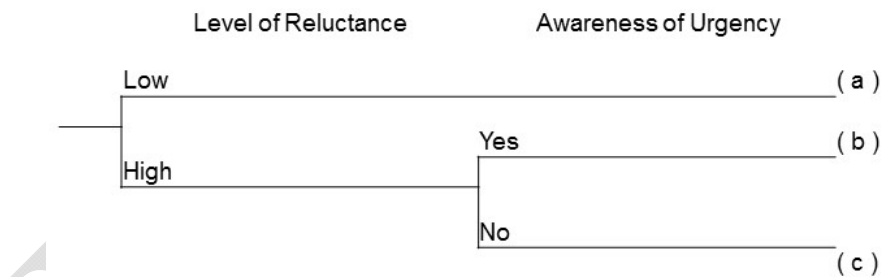 Level of Reluctance Awareness of Urgency
Low ( a )
Yes ( b )
High
No
( c )